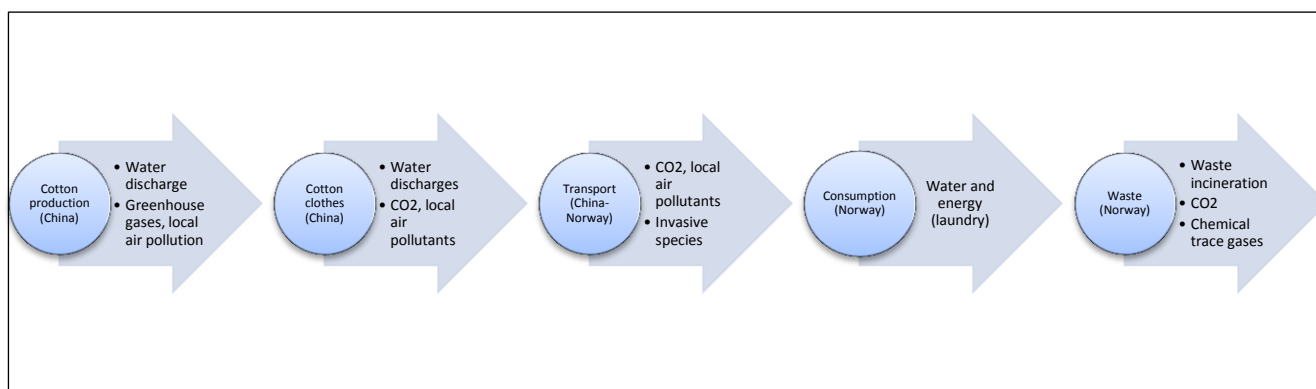 Cotton
production
(China)
• Water
discharge
• Greenhouse
gases, local
air pollution
Cotton
clothes
(China)
• Water
discharges
• CO2, local
air
pollutants
Transport
(China-
Norway)
• CO2, local
air
pollutants
• Invasive
species
Consumption
(Norway)
Water and
energy
(laundry)
Waste
(Norway)
• Waste
incineration
• CO2
• Chemical
trace gases